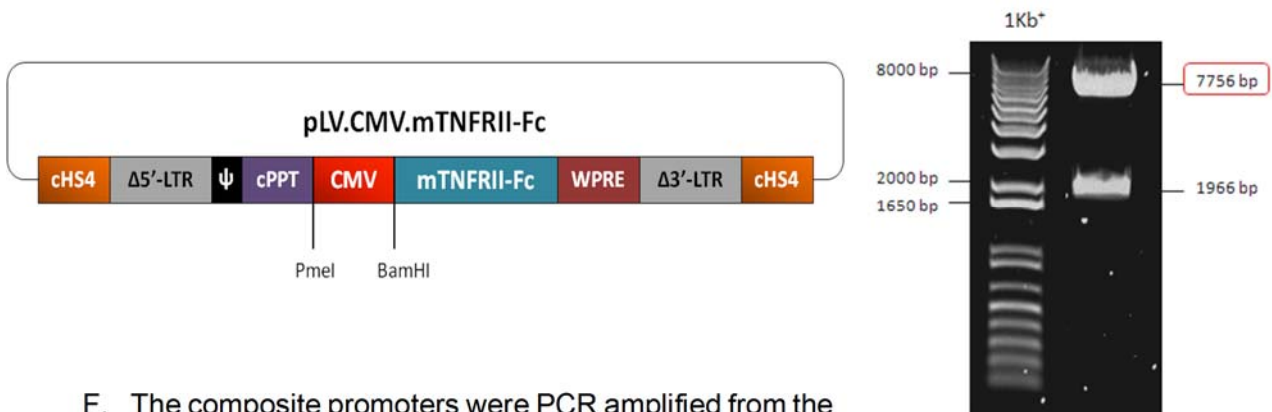 1Kb⁺
8000 bp
7756 bp
pLV.CMV.mTNFRII-Fc
cHS4 Δ5'-LTR ψ cPPT CMV mTNFRII-Fc WPRE Δ3'-LTR cHS4
2000 bp
1966 bp
1650 bp
PmeI BamHI
E. The composite promoters were PCR amplified from the